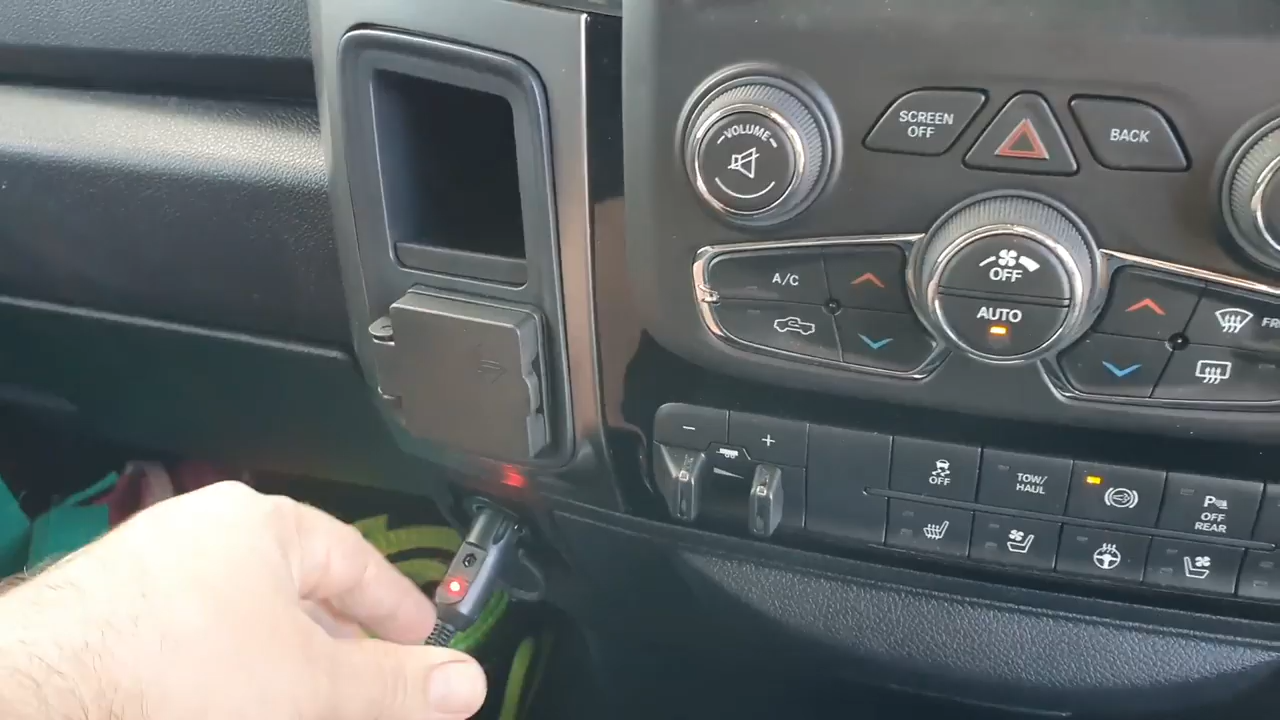 VOLUME
SCREEN
OFF
BACK
A/C
OFF
AUTO
FR
−
+
OFF
TOW/
HAUL
P
OFF
REAR